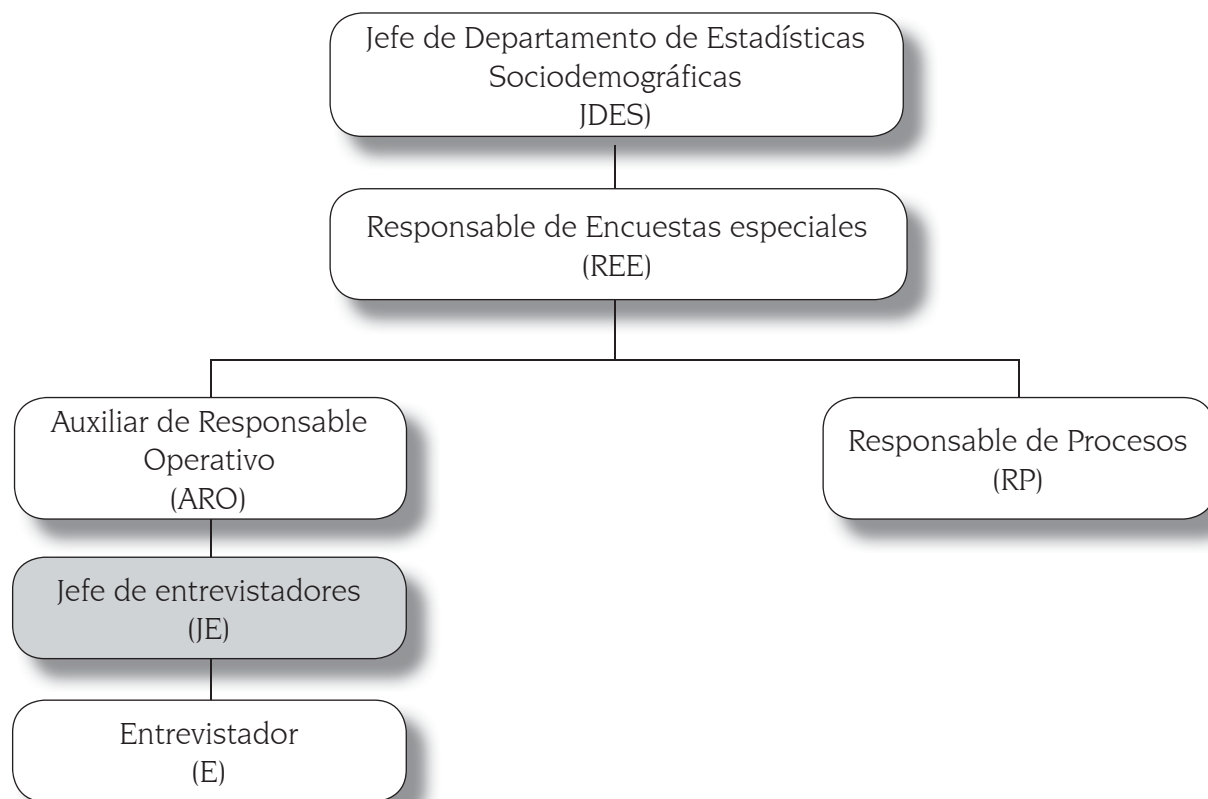 Jefe de Departamento de Estadísticas
Sociodemográficas
JDES)
Responsable de Encuestas especiales
(REE)
Auxiliar de Responsable
Operativo
(ARO)
Responsable de Procesos
(RP)
Jefe de entrevistadores
(JE)
Entrevistador
(E)